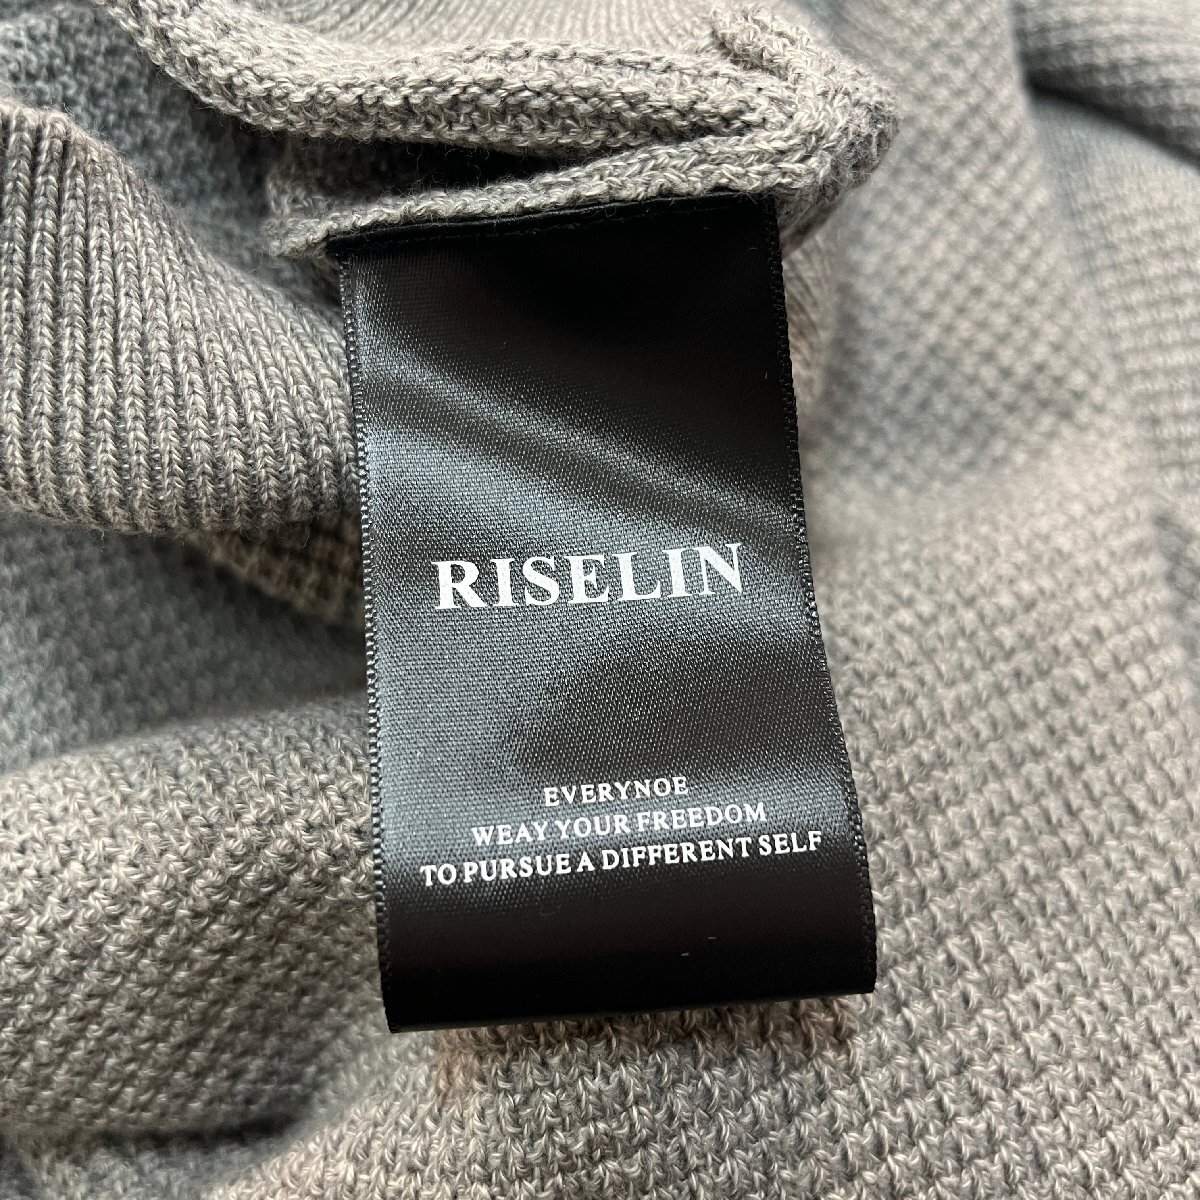 RISELIN
EVERYNOE
WEAY YOUR FREEDOM
TO PURSUE A DIFFERENT SELF